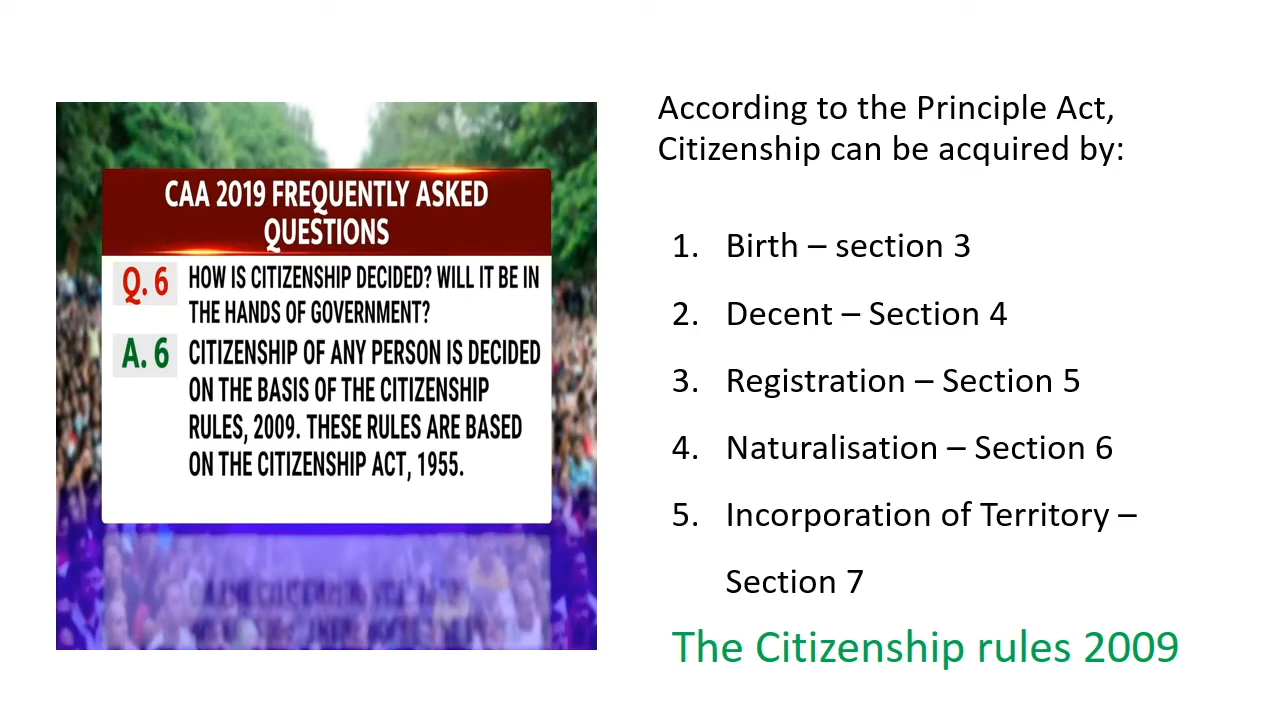 CAA 2019 FREQUENTLY ASKED
QUESTIONS
Q. 6 HOW IS CITIZENSHIP DECIDED? WILL IT BE IN
THE HANDS OF GOVERNMENT?
A. 6 CITIZENSHIP OF ANY PERSON IS DECIDED
ON THE BASIS OF THE CITIZENSHIP
RULES, 2009. THESE RULES ARE BASED
ON THE CITIZENSHIP ACT, 1955.
According to the Principle Act,
Citizenship can be acquired by:
1. Birth – section 3
2. Decent – Section 4
3. Registration – Section 5
4. Naturalisation – Section 6
5. Incorporation of Territory –
Section 7
The Citizenship rules 2009